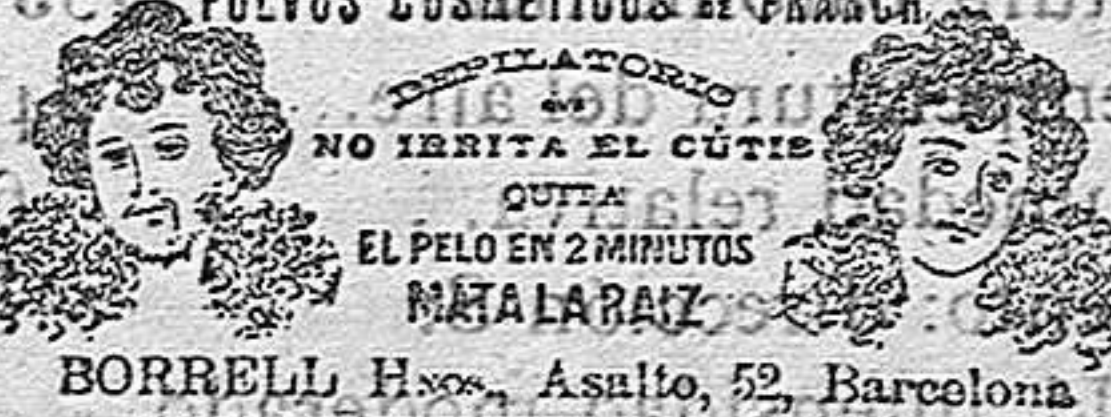 POLVOS COSMETICOS DE FRANCH.
DEPILATORIO
QUE
NO IRRITA EL CÚTIS
QUITA
EL PELO EN 2 MINUTOS
MATA LA RAIZ
BORRELL Hnos., Asalto, 52, Barcelona